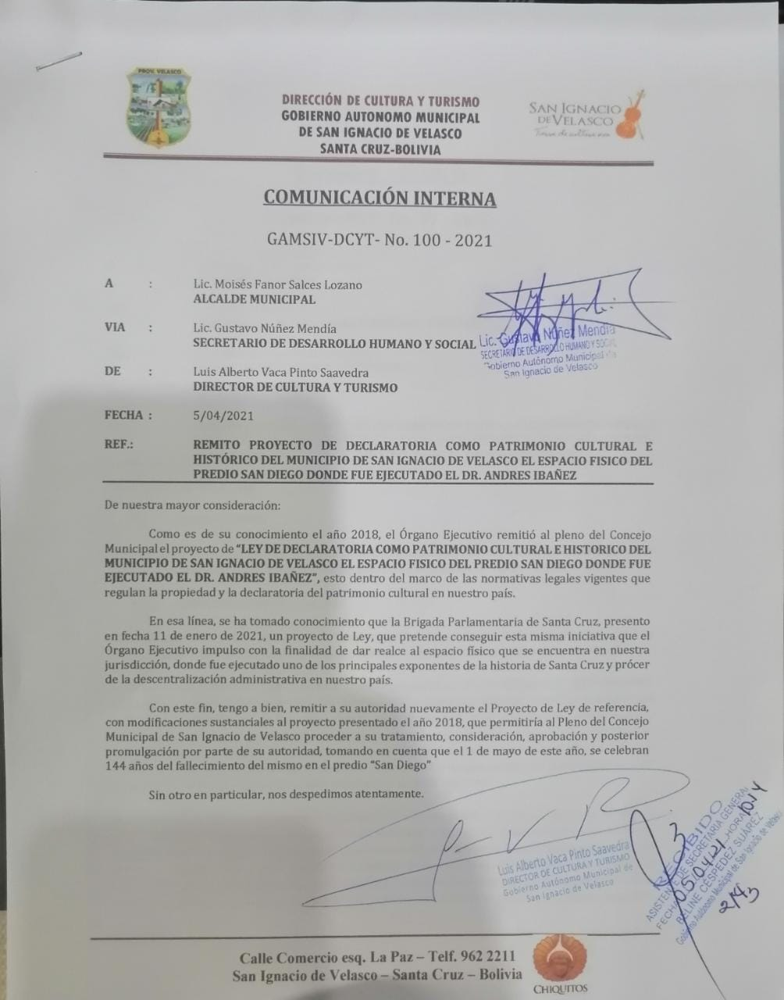 PROV. VELASCO
DIRECCIÓN DE CULTURA Y TURISMO
GOBIERNO AUTONOMO MUNICIPAL
DE SAN IGNACIO DE VELASCO
SANTA CRUZ-BOLIVIA
SAN IGNACIO
DE VELASCO
COMUNICACIÓN INTERNA
GAMSIV-DCYT- No. 100 - 2021
A : Lic. Moisés Fanor Salces Lozano
ALCALDE MUNICIPAL
VIA : Lic. Gustavo Núñez Mendía
SECRETARIO DE DESARROLLO HUMANO Y SOCIAL
Lic. Gustavo Núñez Mendía
SECRETARIO DE DESARROLLO HUMANO Y SOCIAL
Gobierno Autónomo Municipal de
San Ignacio de Velasco
DE : Luis Alberto Vaca Pinto Saavedra
DIRECTOR DE CULTURA Y TURISMO
FECHA : 5/04/2021
REF.: REMITO PROYECTO DE DECLARATORIA COMO PATRIMONIO CULTURAL E
HISTÓRICO DEL MUNICIPIO DE SAN IGNACIO DE VELASCO EL ESPACIO FISICO DEL
PREDIO SAN DIEGO DONDE FUE EJECUTADO EL DR. ANDRES IBAÑEZ
De nuestra mayor consideración:
Como es de su conocimiento el año 2018, el Órgano Ejecutivo remitió al pleno del Concejo
Municipal el proyecto de “LEY DE DECLARATORIA COMO PATRIMONIO CULTURAL E HISTORICO DEL
MUNICIPIO DE SAN IGNACIO DE VELASCO EL ESPACIO FISICO DEL PREDIO SAN DIEGO DONDE FUE
EJECUTADO EL DR. ANDRES IBAÑEZ”, esto dentro del marco de las normativas legales vigentes que
regulan la propiedad y la declaratoria del patrimonio cultural en nuestro país.
En esa línea, se ha tomado conocimiento que la Brigada Parlamentaria de Santa Cruz, presento
en fecha 11 de enero de 2021, un proyecto de Ley, que pretende conseguir esta misma iniciativa que el
Órgano Ejecutivo impulso con la finalidad de dar realce al espacio físico que se encuentra en nuestra
jurisdicción, donde fue ejecutado uno de los principales exponentes de la historia de Santa Cruz y prócer
de la descentralización administrativa en nuestro país.
Con este fin, tengo a bien, remitir a su autoridad nuevamente el Proyecto de Ley de referencia,
con modificaciones sustanciales al proyecto presentado el año 2018, que permitiría al Pleno del Concejo
Municipal de San Ignacio de Velasco proceder a su tratamiento, consideración, aprobación y posterior
promulgación por parte de su autoridad, tomando en cuenta que el 1 de mayo de este año, se celebran
144 años del fallecimiento del mismo en el predio “San Diego”
Sin otro en particular, nos despedimos atentamente.
Luis Alberto Vaca Pinto Saavedra
DIRECTOR DE CULTURA Y TURISMO
Gobierno Autónomo Municipal de
San Ignacio de Velasco
RECIBIDO
ASISTENTE DE SECRETARIA GENERAL
FECHA 05/04/21 HORA
BELINE CESPEDEZ SUÁREZ
Gobierno Autónomo Municipal de San Ignacio de Velasco
Calle Comercio esq. La Paz – Telf. 962 2211
San Ignacio de Velasco – Santa Cruz – Bolivia
CHIQUITOS